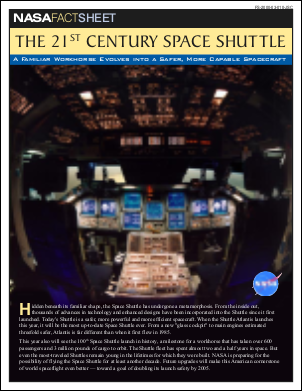 NASAFACTSHEET
THE 21ST CENTURY SPACE SHUTTLE
A Familiar Workhorse Evolves into a Safer, More Capable Spacecraft
Hidden beneath its familiar shape, the Space Shuttle has undergone a metamorphosis. From the inside out,
thousands of advances in technology and enhanced designs have been incorporated into the Shuttle since it first
launched. Today's Shuttle is a safer, more powerful and more efficient spacecraft. When the Shuttle Atlantis launches
this year, it will be the most up-to-date Space Shuttle ever. From a new "glass cockpit" to main engines estimated
threefold safer, Atlantis is far different than when it first flew in 1985.
This year also will see the 100th Space Shuttle launch in history, a milestone for a workhorse that has taken over 600
passengers and 3 million pounds of cargo to orbit. The Shuttle fleet has spent almost two and a half years in space. But
even the most-traveled Shuttles remain young in the lifetimes for which they were built. NASA is preparing for the
possibility of flying the Space Shuttle for at least another decade. Future upgrades will make this American cornerstone
of world spaceflight even better — toward a goal of doubling its launch safety by 2005.